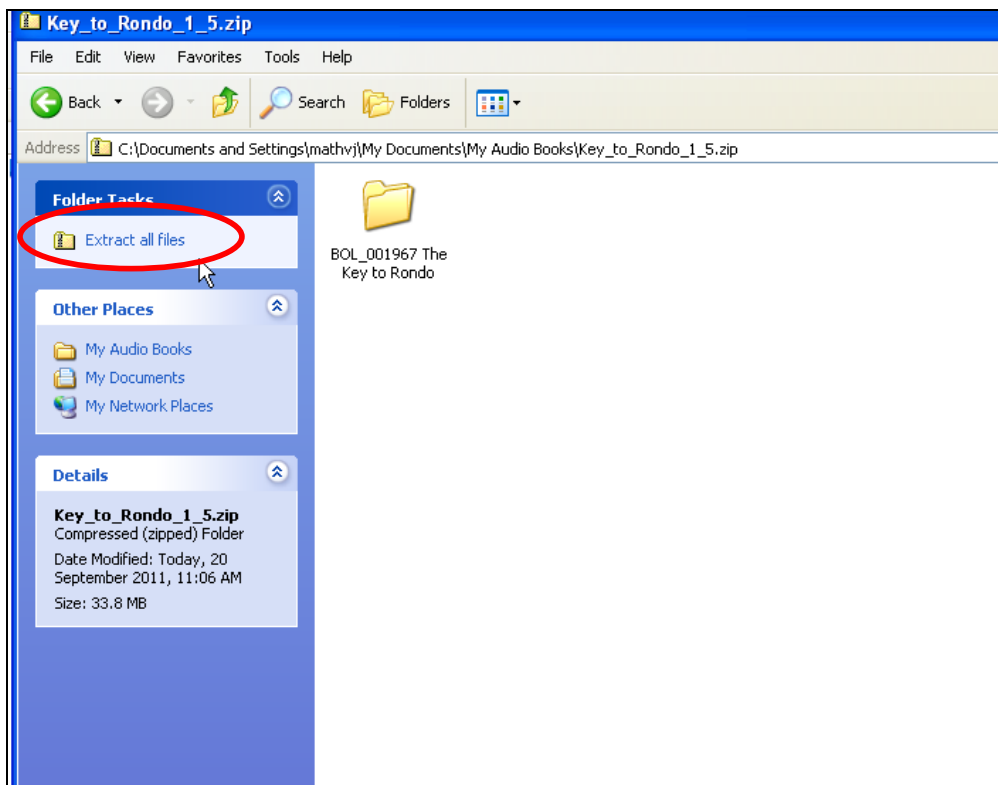 Key_to_Rondo_1_5.zip
File Edit View Favorites Tools Help
Back Search Folders
Address C:\Documents and Settings\mathvj\My Documents\My Audio Books\Key_to_Rondo_1_5.zip
Folder Tasks
Extract all files
BOL_001967 The
Key to Rondo
Other Places
My Audio Books
My Documents
My Network Places
Details
Key_to_Rondo_1_5.zip
Compressed (zipped) Folder
Date Modified: Today, 20
September 2011, 11:06 AM
Size: 33.8 MB